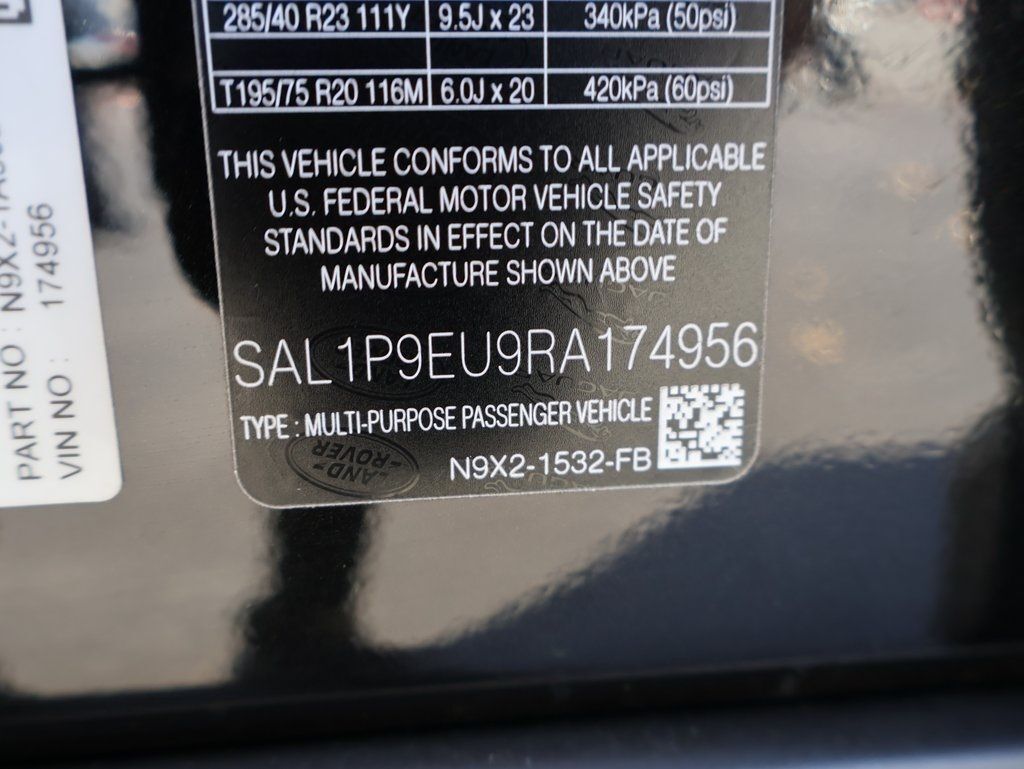 285/40 R23 111Y 9.5J x 23 340kPa (50psi)
T195/75 R20 116M 6.0J x 20 420kPa (60psi)
THIS VEHICLE CONFORMS TO ALL APPLICABLE
U.S. FEDERAL MOTOR VEHICLE SAFETY
STANDARDS IN EFFECT ON THE DATE OF
MANUFACTURE SHOWN ABOVE
SAL1P9EU9RA174956
TYPE : MULTI-PURPOSE PASSENGER VEHICLE
N9X2-1532-FB
LAND-
ROVER
PART NO :
VIN NO : 174956